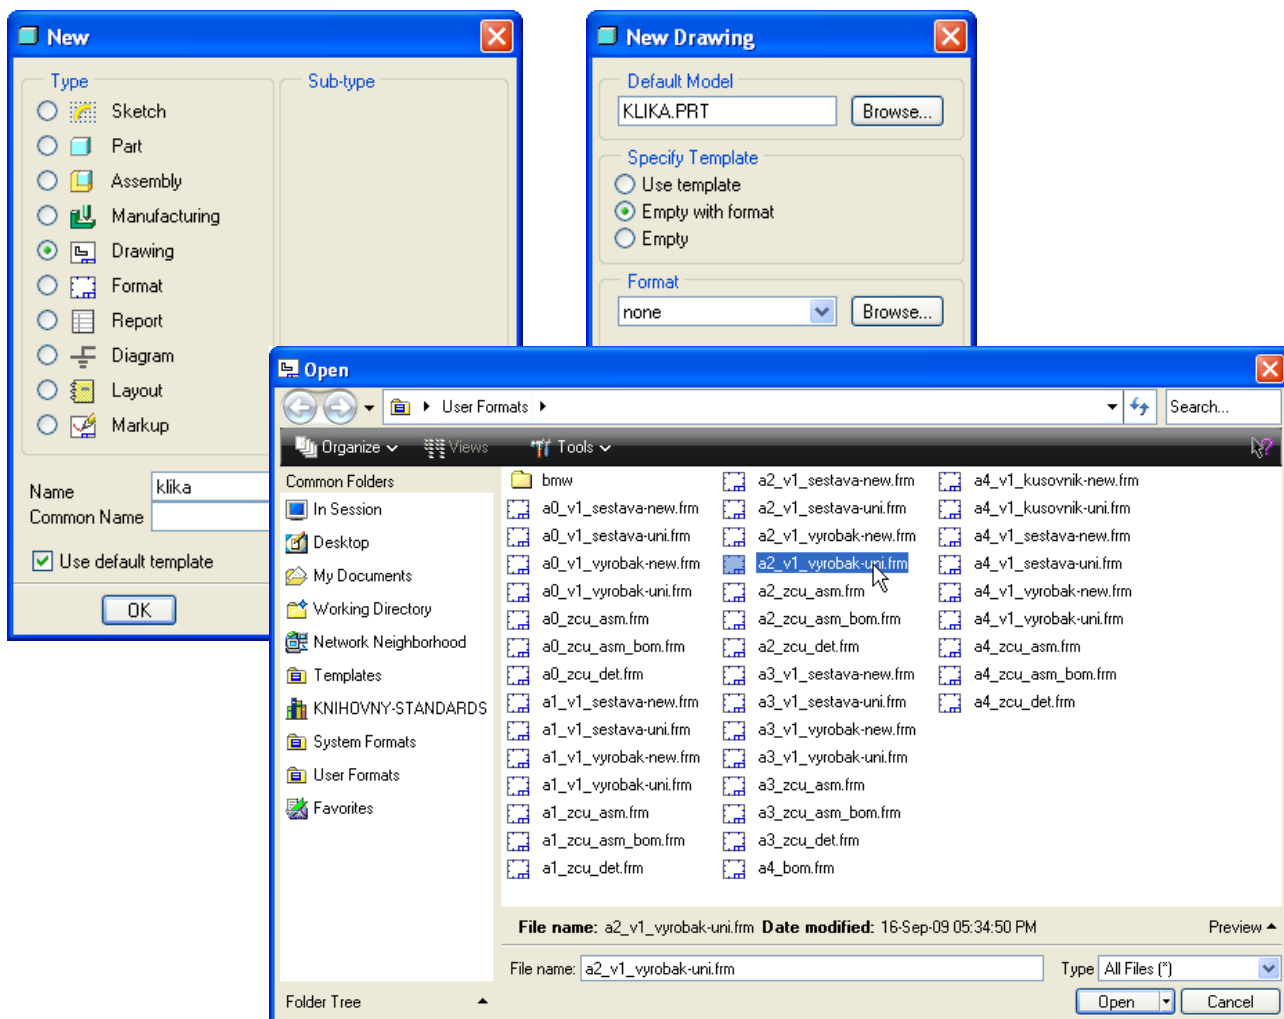 New
Type
Sub-type
Sketch
Part
Assembly
Manufacturing
Drawing
Format
Report
Diagram
Layout
Markup
Name klika
Common Name
Use default template
OK
New Drawing
Default Model
KLIKA.PRT Browse...
Specify Template
Use template
Empty with format
Empty
Format
none Browse...
Open
User Formats
Search...
Organize Views Tools
Common Folders
In Session
Desktop
My Documents
Working Directory
Network Neighborhood
Templates
KNIHOVNY-STANDARDS
System Formats
User Formats
Favorites
Folder Tree
bmw
a0_v1_sestava-new.frm
a0_v1_sestava-uni.frm
a0_v1_vyrobak-new.frm
a0_v1_vyrobak-uni.frm
a0_zcu_asm.frm
a0_zcu_asm_bom.frm
a0_zcu_det.frm
a1_v1_sestava-new.frm
a1_v1_sestava-uni.frm
a1_v1_vyrobak-new.frm
a1_v1_vyrobak-uni.frm
a1_zcu_asm.frm
a1_zcu_asm_bom.frm
a1_zcu_det.frm
a2_v1_sestava-new.frm
a2_v1_sestava-uni.frm
a2_v1_vyrobak-new.frm
a2_v1_vyrobak-uni.frm
a2_zcu_asm.frm
a2_zcu_asm_bom.frm
a2_zcu_det.frm
a3_v1_sestava-new.frm
a3_v1_sestava-uni.frm
a3_v1_vyrobak-new.frm
a3_v1_vyrobak-uni.frm
a3_zcu_asm.frm
a3_zcu_asm_bom.frm
a3_zcu_det.frm
a4_bom.frm
a4_v1_kusovnik-new.frm
a4_v1_kusovnik-uni.frm
a4_v1_sestava-new.frm
a4_v1_sestava-uni.frm
a4_v1_vyrobak-new.frm
a4_v1_vyrobak-uni.frm
a4_zcu_asm.frm
a4_zcu_asm_bom.frm
a4_zcu_det.frm
File name: a2_v1_vyrobak-uni.frm Date modified: 16-Sep-09 05:34:50 PM Preview
File name: a2_v1_vyrobak-uni.frm Type All Files (*)
Open Cancel